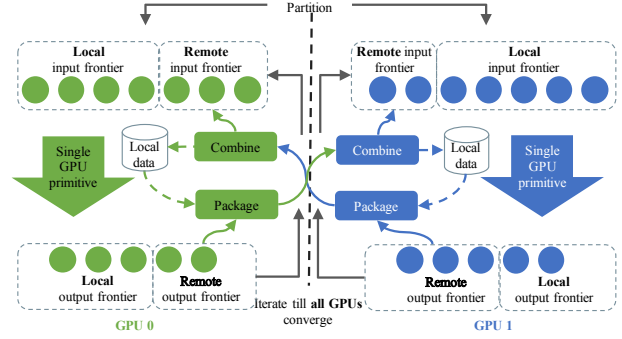 Partition
Local
input frontier
Remote
input frontier
Remote input
frontier
Local
input frontier
Single
GPU
primitive
Local
data
Combine
Package
Combine
Package
Local
data
Single
GPU
primitive
Local
output frontier
Remote
output frontier
Remote
output frontier
Local
output frontier
Iterate till all GPUs
converge
GPU 0
GPU 1